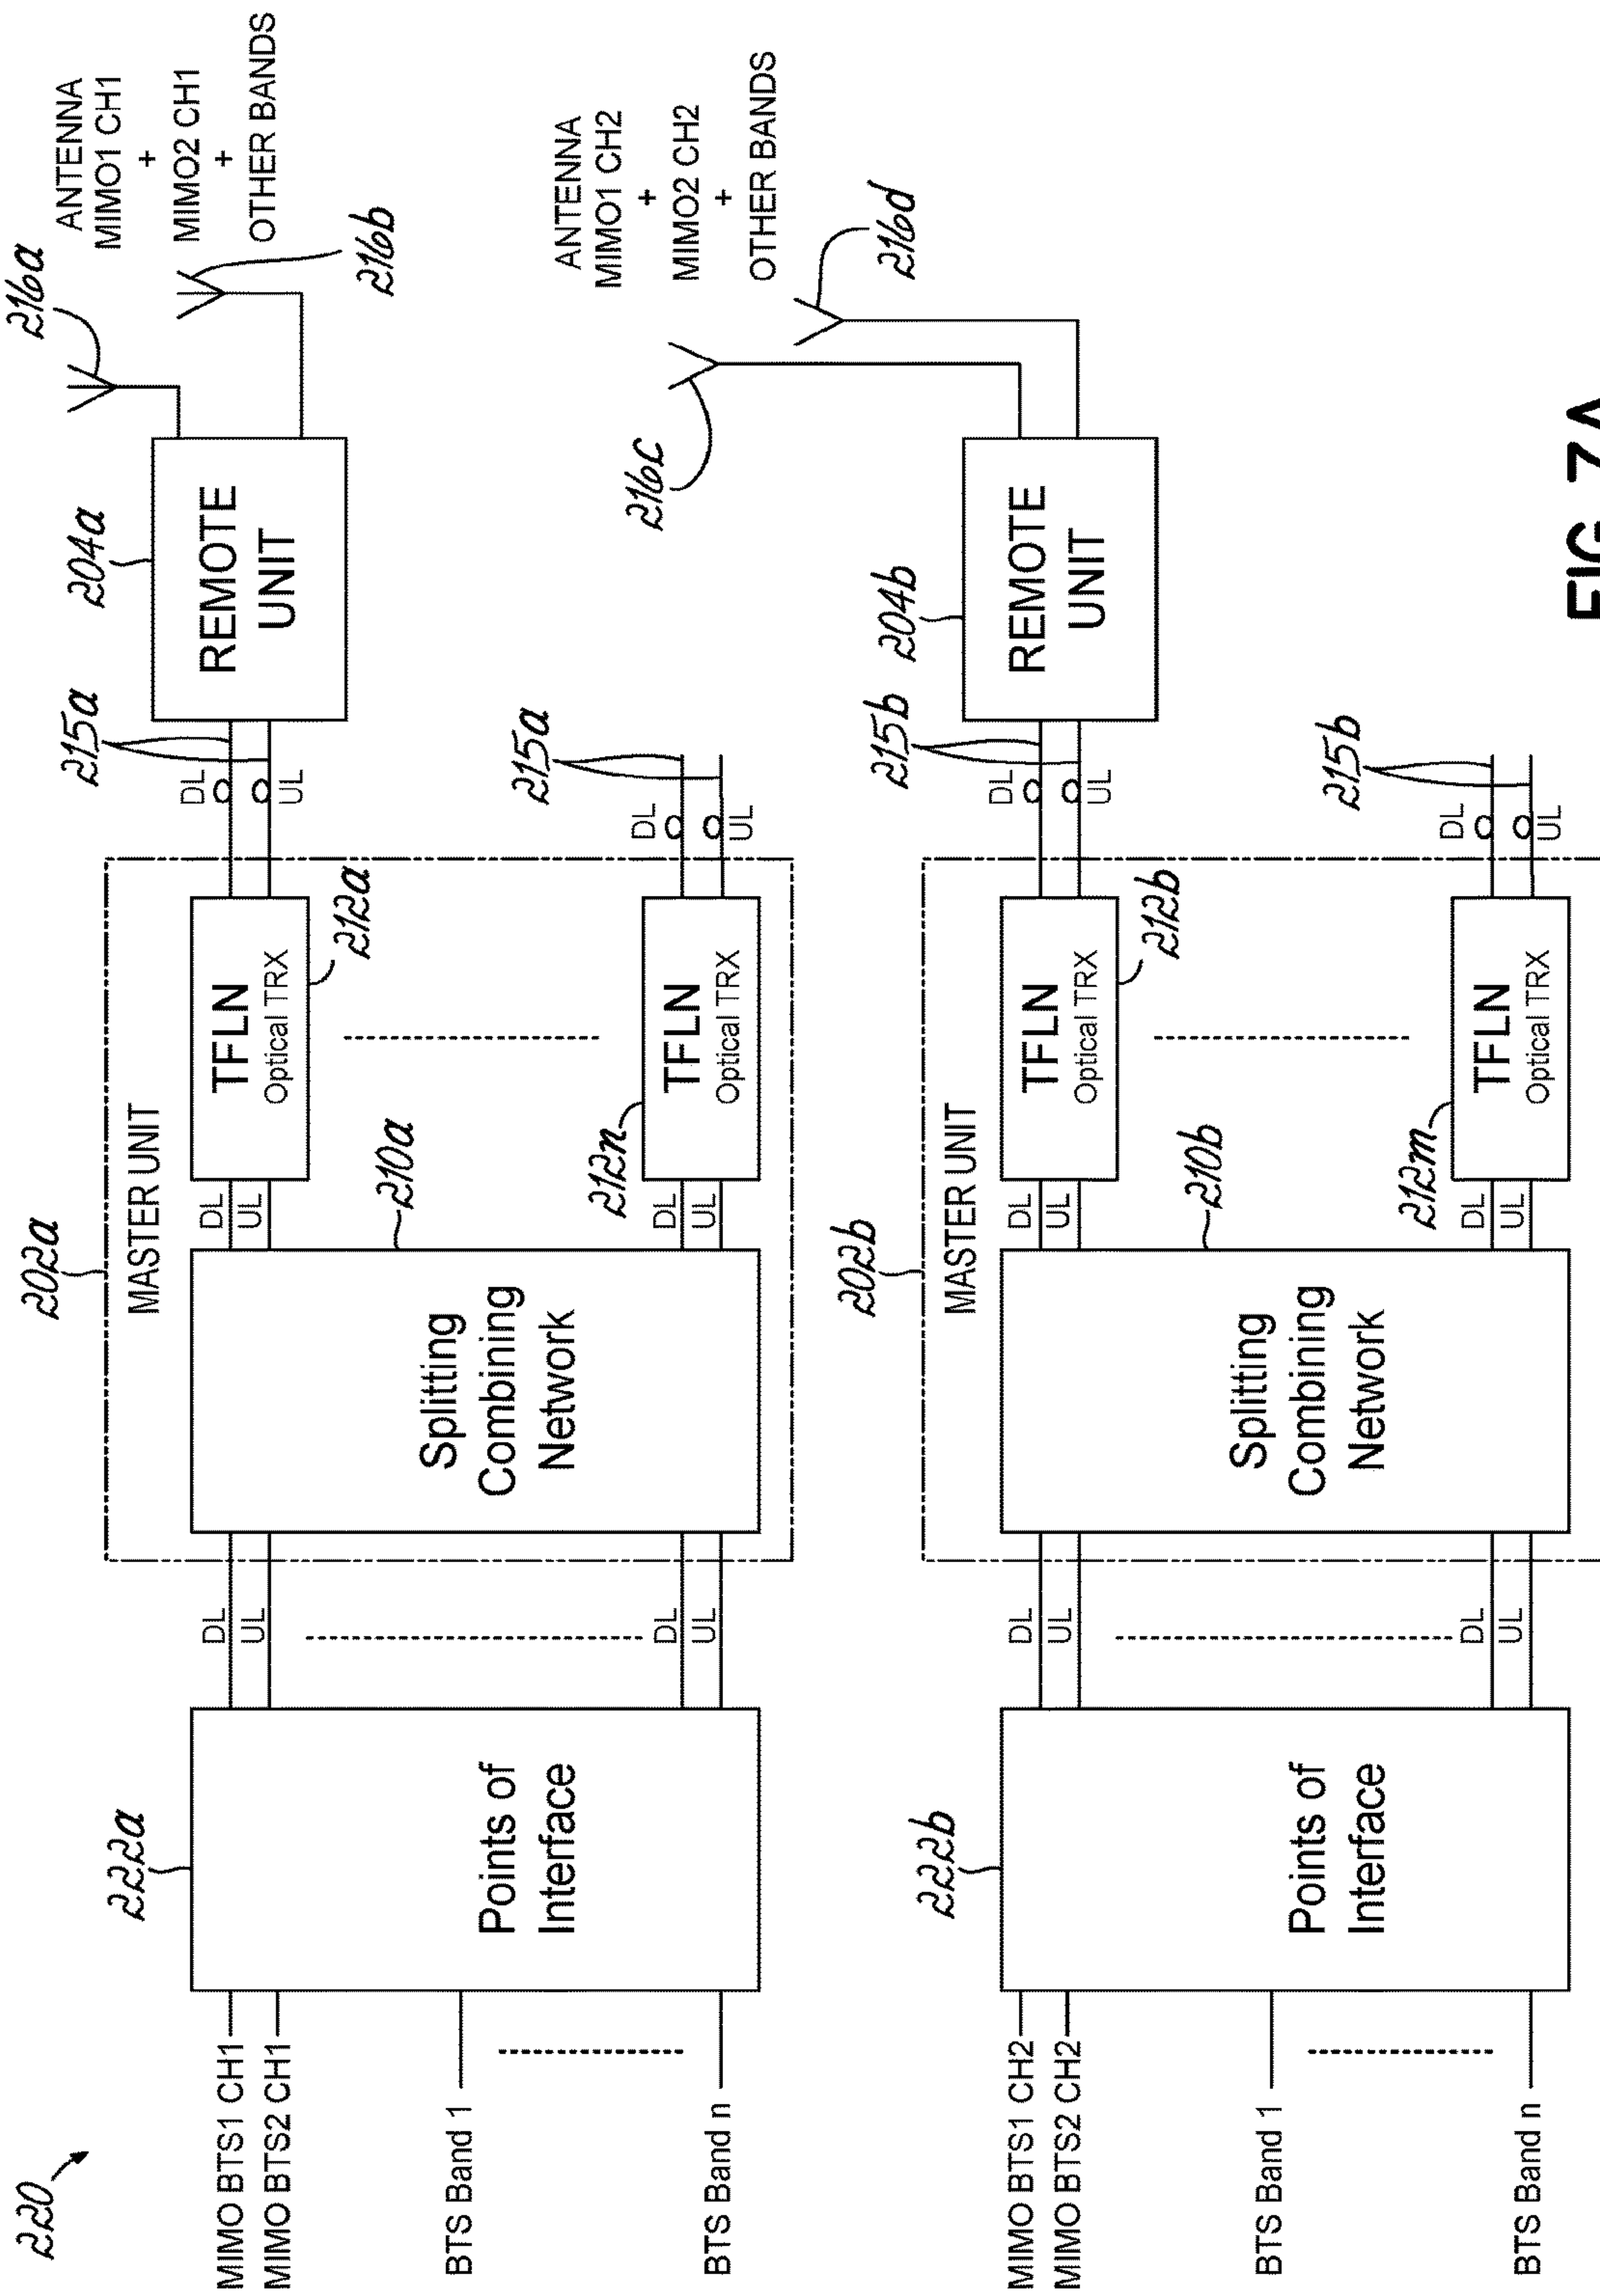 220
MIMO BTS1 CH1
MIMO BTS2 CH1
BTS Band 1
BTS Band n
222a
Points of
Interface
DL
UL
DL
UL
202a
MASTER UNIT
210a
Splitting
Combining
Network
DL
UL
DL
UL
212a
TFLN
Optical TRX
212n
TFLN
Optical TRX
215a
DL
UL
215a
DL
UL
204a
REMOTE
UNIT
216a
216b
ANTENNA
MIMO1 CH1
+
MIMO2 CH1
+
OTHER BANDS
MIMO BTS1 CH2
MIMO BTS2 CH2
BTS Band 1
BTS Band n
222b
Points of
Interface
DL
UL
DL
UL
202b
MASTER UNIT
210b
Splitting
Combining
Network
DL
UL
DL
UL
212b
TFLN
Optical TRX
212m
TFLN
Optical TRX
215b
DL
UL
215b
DL
UL
204b
REMOTE
UNIT
216c
216d
ANTENNA
MIMO1 CH2
+
MIMO2 CH2
+
OTHER BANDS
FIG. 7A